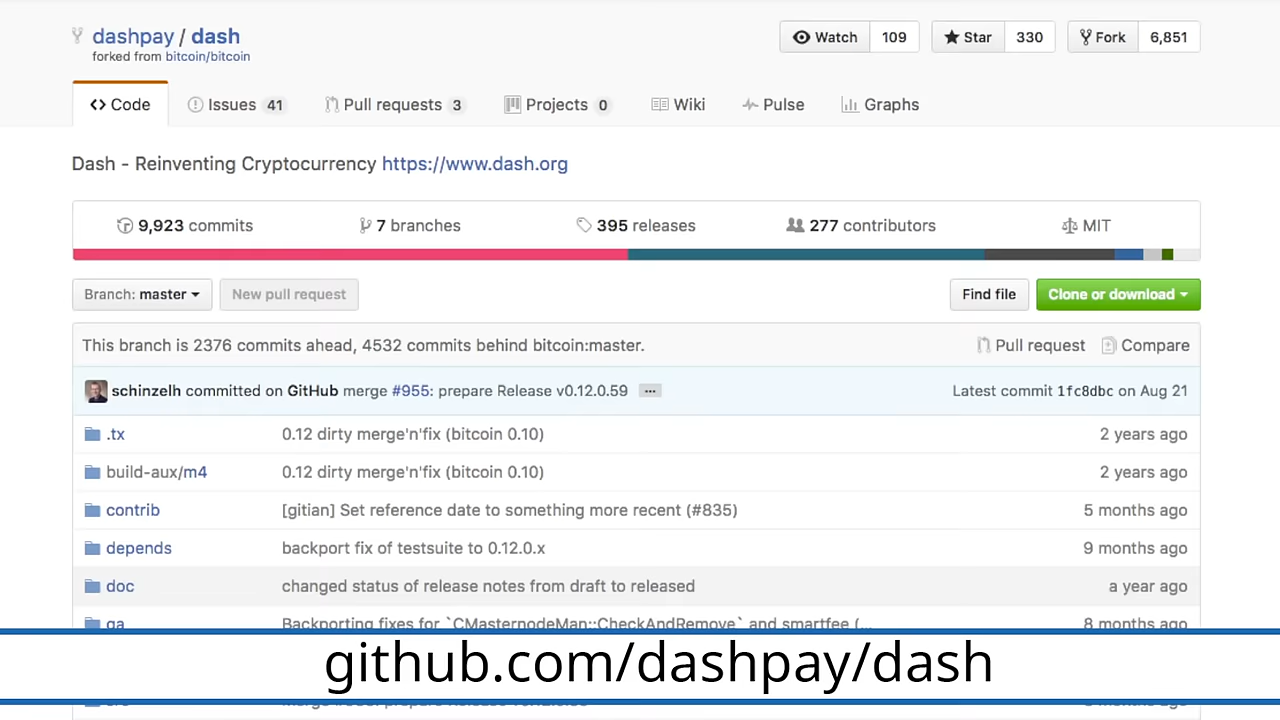 dashpay / dash
forked from bitcoin/bitcoin
Watch 109 Star 330 Fork 6,851
Code Issues 41 Pull requests 3 Projects 0 Wiki Pulse Graphs
Dash - Reinventing Cryptocurrency https://www.dash.org
9,923 commits 7 branches 395 releases 277 contributors MIT
Branch: master New pull request Find file Clone or download
This branch is 2376 commits ahead, 4532 commits behind bitcoin:master. Pull request Compare
schinzelh committed on GitHub merge #955: prepare Release v0.12.0.59 ... Latest commit 1fc8dbc on Aug 21
.tx 0.12 dirty merge'n'fix (bitcoin 0.10) 2 years ago
build-aux/m4 0.12 dirty merge'n'fix (bitcoin 0.10) 2 years ago
contrib [gitian] Set reference date to something more recent (#835) 5 months ago
depends backport fix of testsuite to 0.12.0.x 9 months ago
doc changed status of release notes from draft to released a year ago
qa Backporting fixes for `CMasternodeMan::CheckAndRemove` and smartfee (... 8 months ago
github.com/dashpay/dash